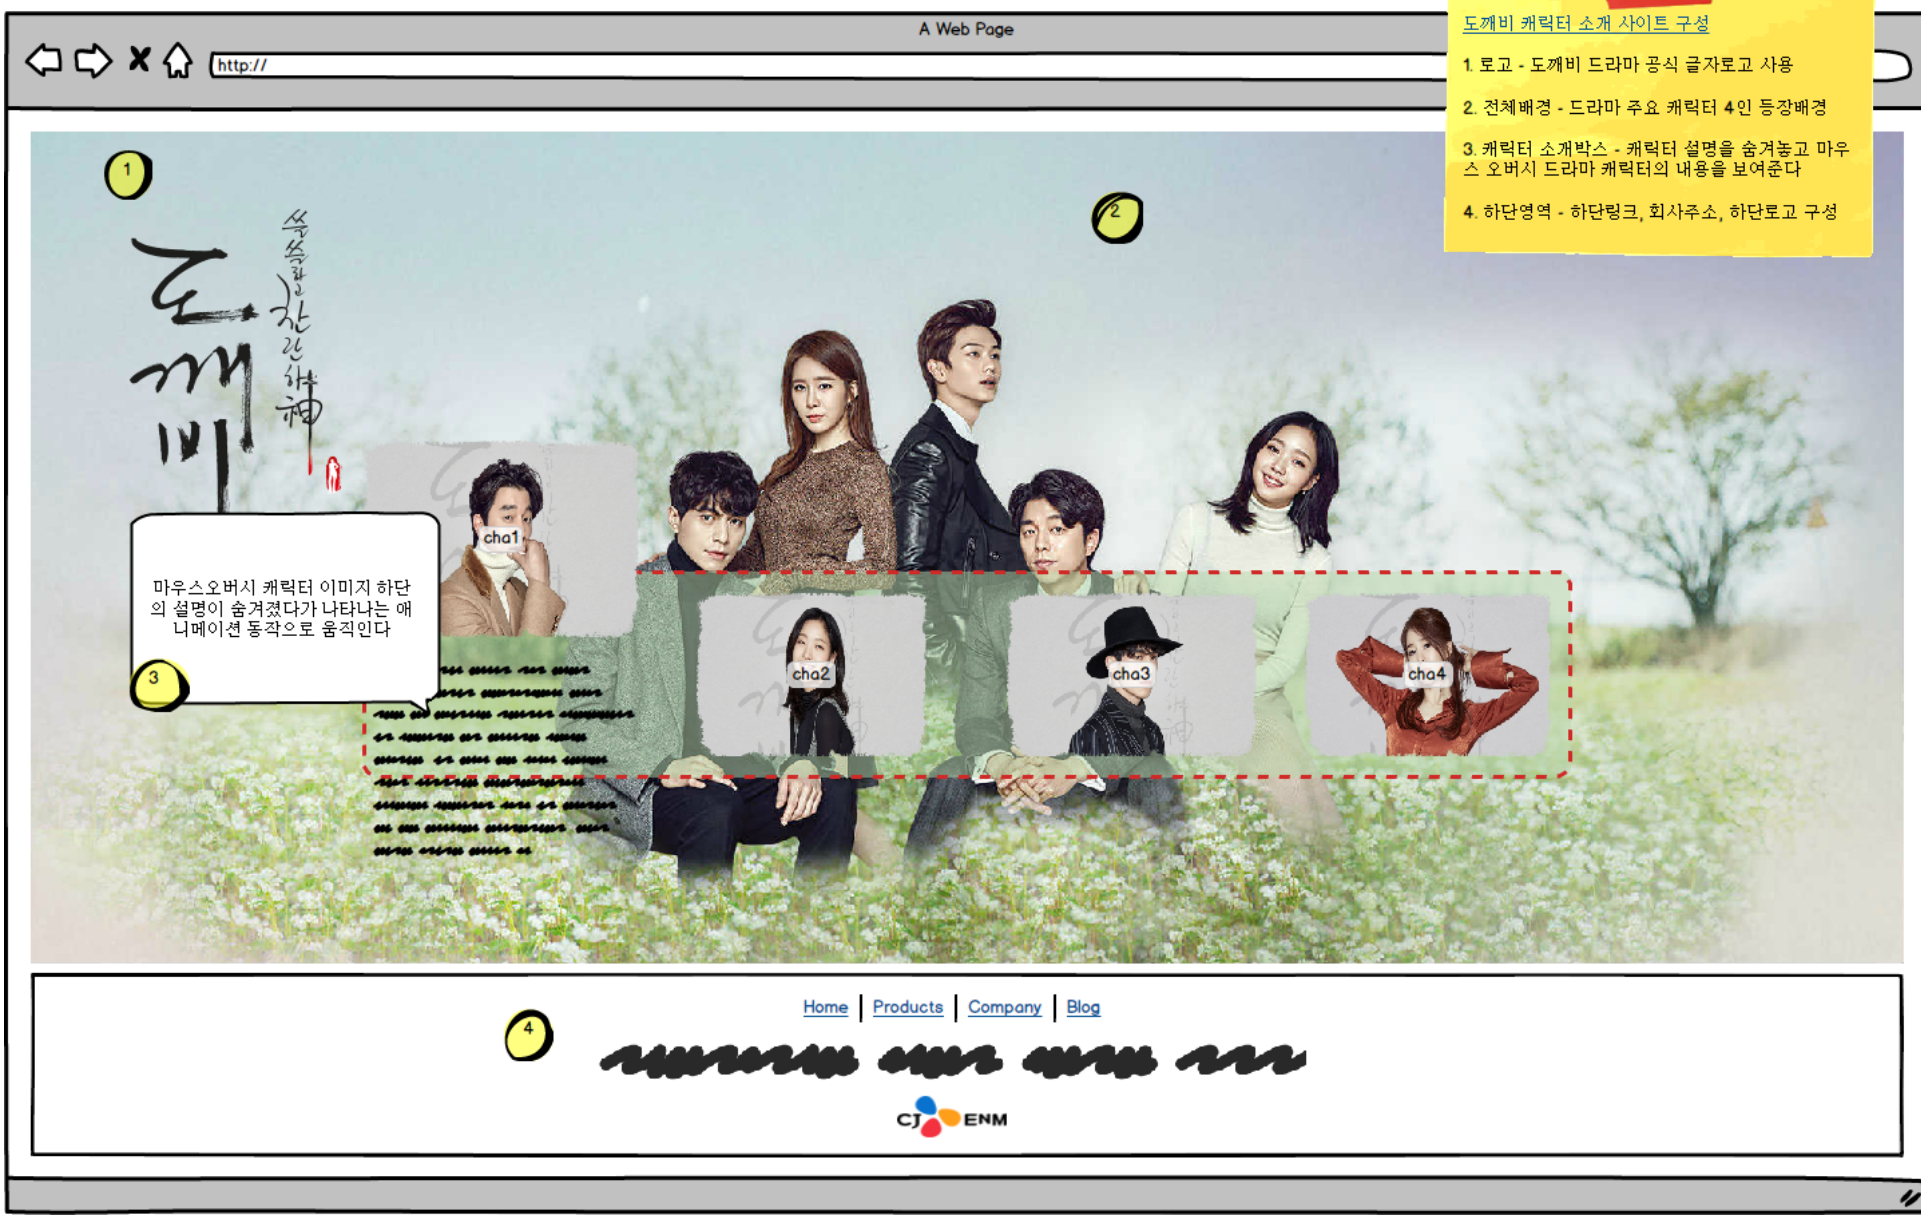 A Web Page
http://
도깨비 캐릭터 소개 사이트 구성
1. 로고 - 도깨비 드라마 공식 글자로고 사용
2. 전체배경 - 드라마 주요 캐릭터 4인 등장배경
3. 캐릭터 소개박스 - 캐릭터 설명을 숨겨놓고 마우
스 오버시 드라마 캐릭터의 내용을 보여준다
4. 하단영역 - 하단링크, 회사주소, 하단로고 구성
1
2
쓸쓸하고 찬란하神
도깨비
cha1
마우스오버시 캐릭터 이미지 하단
의 설명이 숨겨졌다가 나타나는 애
니메이션 동작으로 움직인다
3
cha2
cha3
cha4
Home
Products
Company
Blog
4
CJ ENM